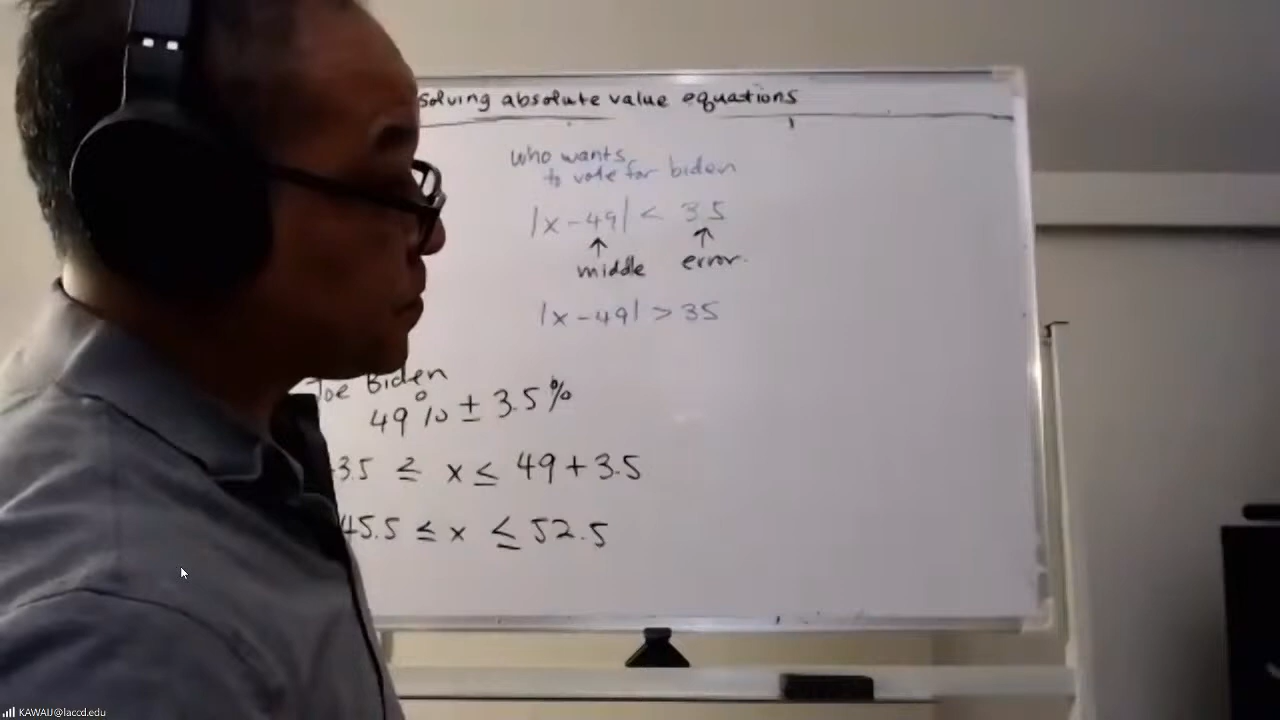 solving absolute value equations
who wants
to vote for biden
|x - 49| < 3.5
↑ ↑
middle error.
|x - 49| > 35
Joe Biden
49% ± 3.5%
3.5 ≤ x ≤ 49 + 3.5
45.5 ≤ x ≤ 52.5
KAWAIJ@laccd.edu